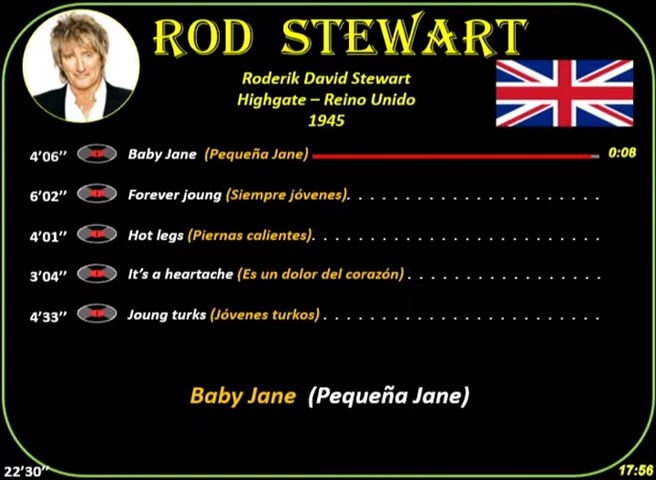 ROD STEWART
Roderik David Stewart
Highgate – Reino Unido
1945
4’06’’ Baby Jane (Pequeña Jane) 0:08
6’02’’ Forever joung (Siempre jóvenes). . . . . . . . . . . . . . . . . . . .
4’01’’ Hot legs (Piernas calientes). . . . . . . . . . . . . . . . . . . . . . .
3’04’’ It’s a heartache (Es un dolor del corazón) . . . . . . . . . . . . . . .
4’33’’ Joung turks (Jóvenes turkos) . . . . . . . . . . . . . . . . . . . . . .
Baby Jane (Pequeña Jane)
22’30’’ 17:56